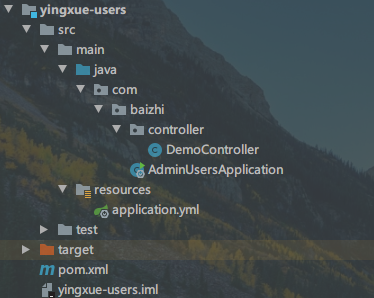 yingxue-users
src
main
java
com
baizhi
controller
DemoController
AdminUsersApplication
resources
application.yml
test
target
pom.xml
yingxue-users.iml